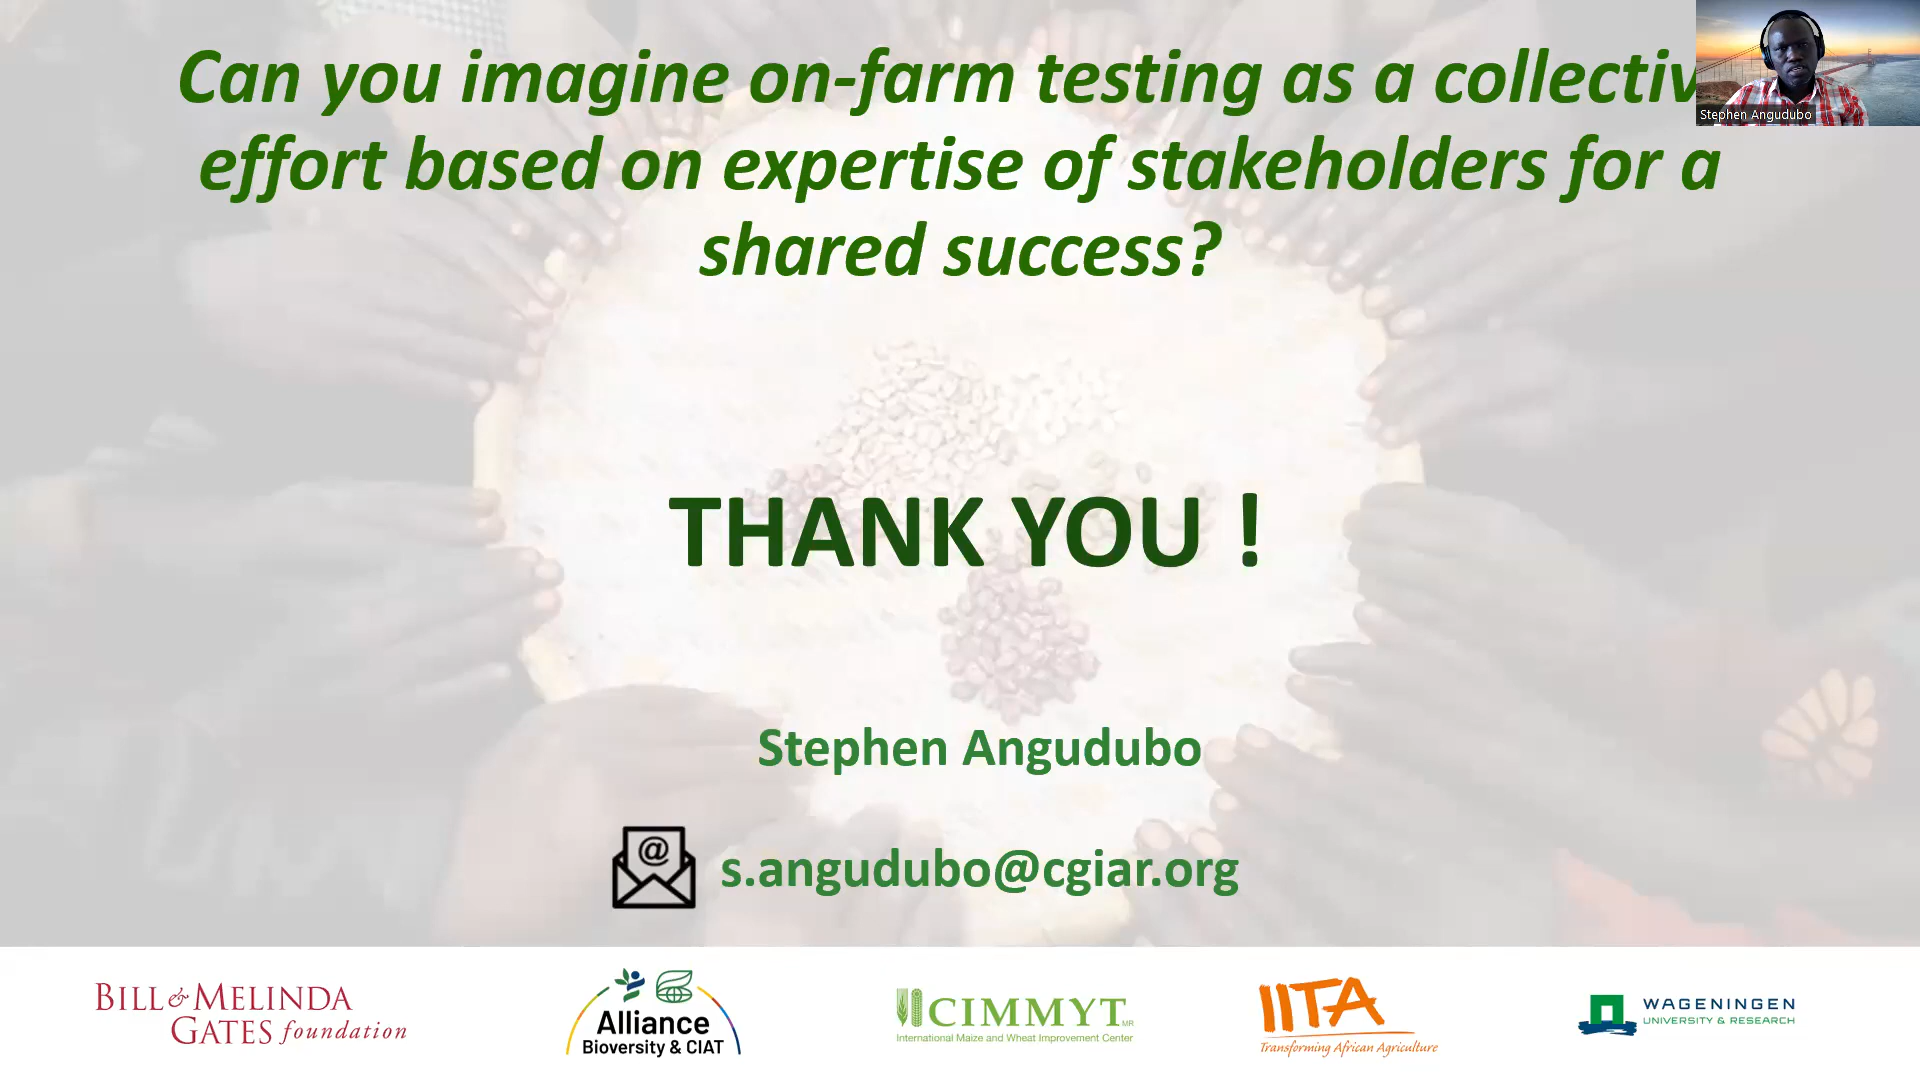 Can you imagine on-farm testing as a collectiv
effort based on expertise of stakeholders for a
shared success?
Stephen Angudubo
THANK YOU !
Stephen Angudubo
@
s.angudubo@cgiar.org
BILL & MELINDA
GATES foundation
Alliance
Bioversity & CIAT
CIMMYT MR
International Maize and Wheat Improvement Center
IITA
Transforming African Agriculture
WAGENINGEN
UNIVERSITY & RESEARCH